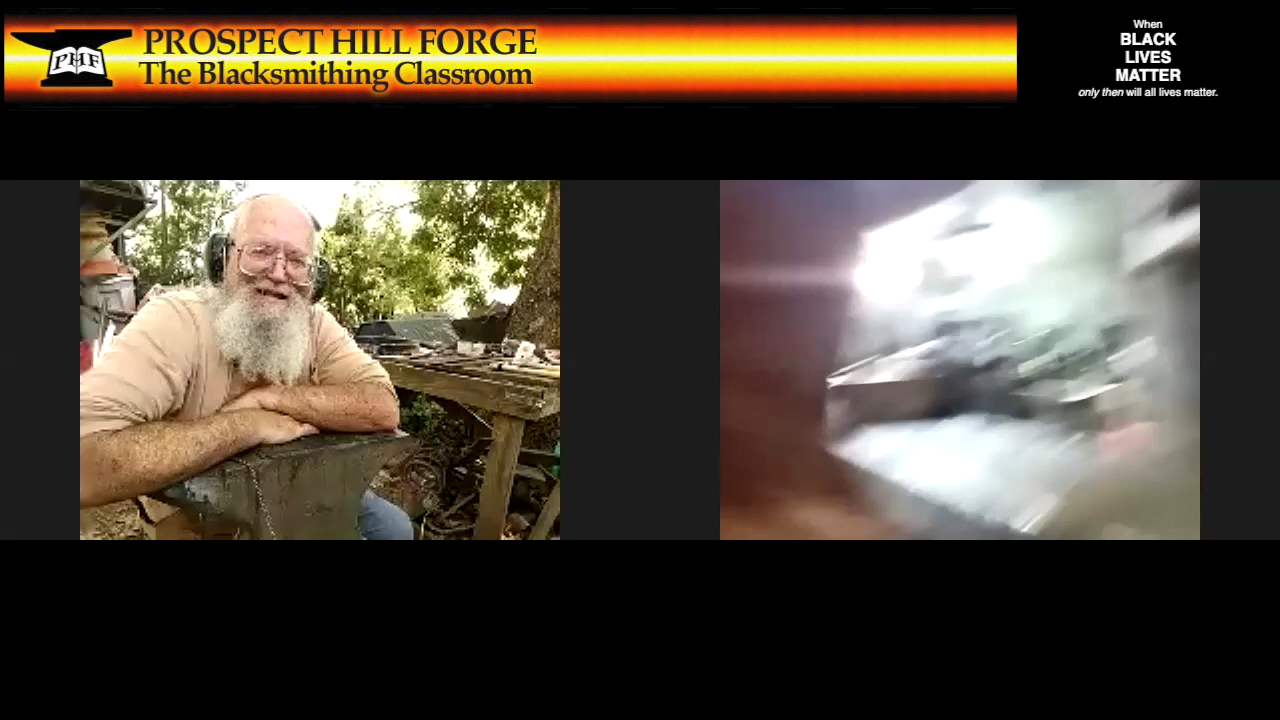 PHF
PROSPECT HILL FORGE
The Blacksmithing Classroom
When
BLACK
LIVES
MATTER
only then will all lives matter.